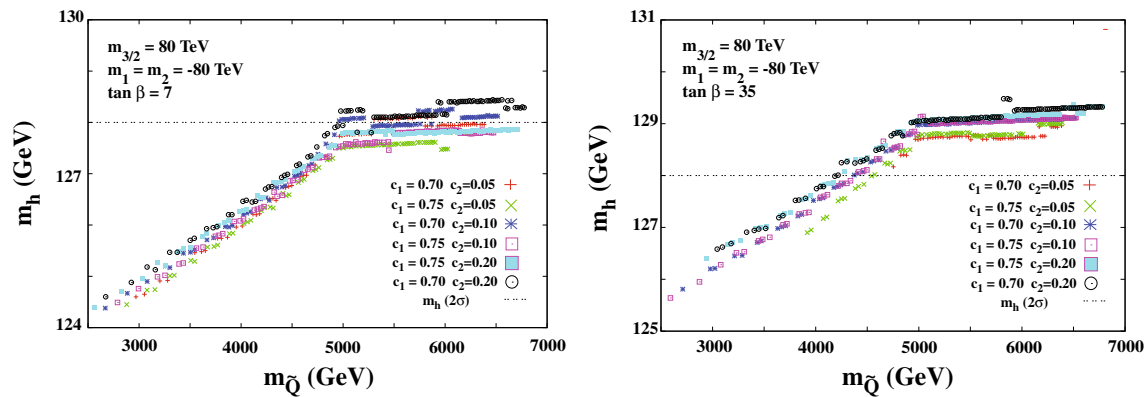 130
m3/2 = 80 TeV
m1 = m2 = -80 TeV
tan β = 7
mh (GeV)
127
124
c1 = 0.70 c2=0.05
c1 = 0.75 c2=0.05
c1 = 0.70 c2=0.10
c1 = 0.75 c2=0.10
c1 = 0.75 c2=0.20
c1 = 0.70 c2=0.20
mh (2σ)
3000 4000 5000 6000 7000
mQ̃ (GeV)
131
m3/2 = 80 TeV
m1 = m2 = -80 TeV
tan β = 35
mh (GeV)
129
127
125
c1 = 0.70 c2=0.05
c1 = 0.75 c2=0.05
c1 = 0.70 c2=0.10
c1 = 0.75 c2=0.10
c1 = 0.75 c2=0.20
c1 = 0.70 c2=0.20
mh (2σ)
3000 4000 5000 6000 7000
mQ̃ (GeV)